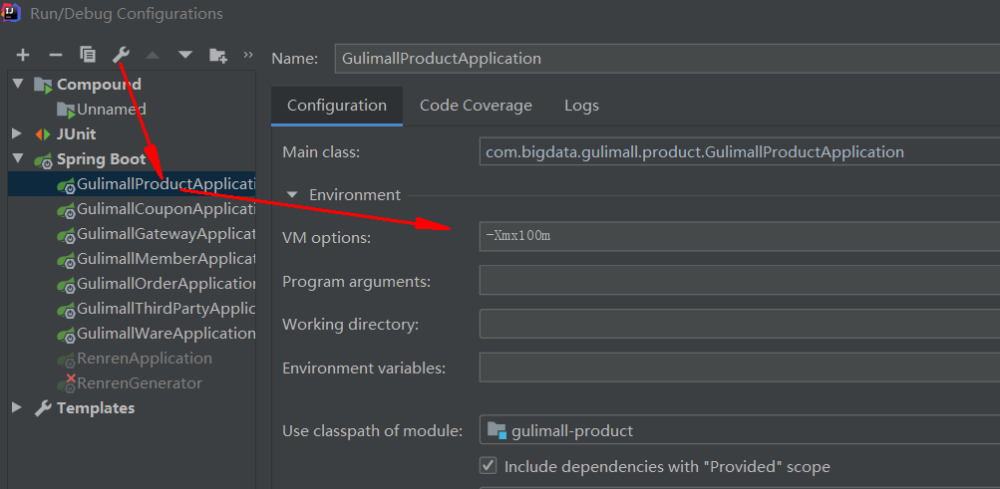 Run/Debug Configurations
Name: GulimallProductApplication
Compound
Unnamed
JUnit
Spring Boot
GulimallProductApplicati
GulimallCouponApplicati
GulimallGatewayApplicat
GulimallMemberApplicat
GulimallOrderApplication
GulimallThirdPartyApplic
GulimallWareApplication
RenrenApplication
RenrenGenerator
Templates
Configuration Code Coverage Logs
Main class: com.bigdata.gulimall.product.GulimallProductApplication
Environment
VM options: -Xmx100m
Program arguments:
Working directory:
Environment variables:
Use classpath of module: gulimall-product
Include dependencies with "Provided" scope